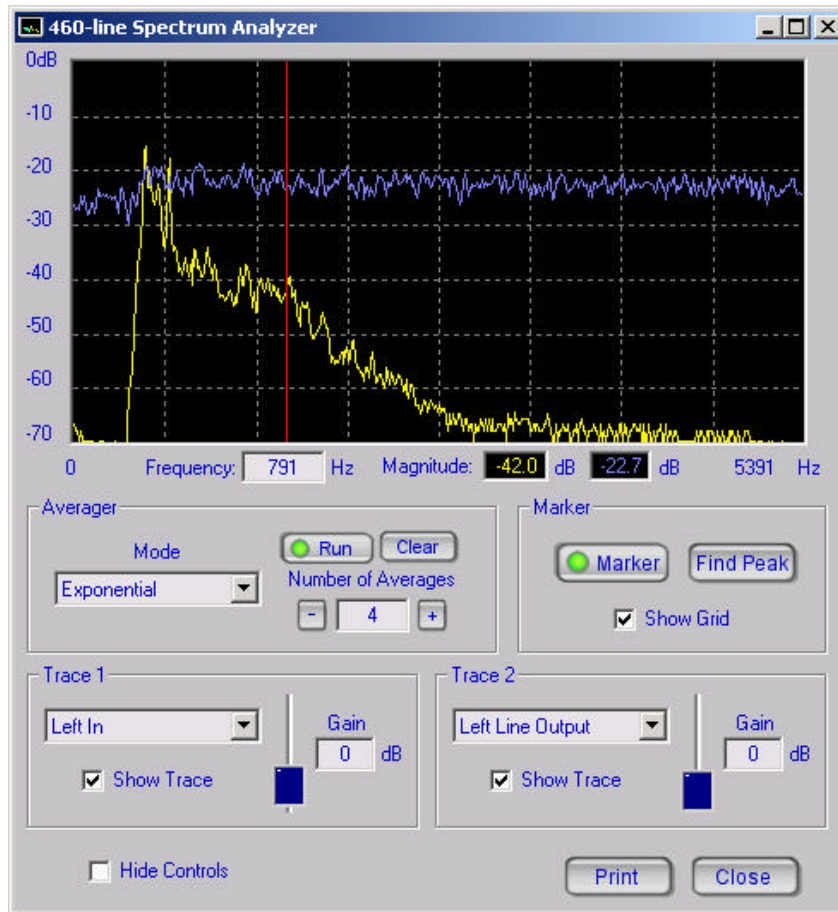 460-line Spectrum Analyzer
0dB
-10
-20
-30
-40
-50
-60
-70
0 Frequency: 791 Hz Magnitude: -42.0 dB -22.7 dB 5391 Hz
Averager
Mode
Exponential
Run Clear
Number of Averages
- 4 +
Marker
Marker Find Peak
Show Grid
Trace 1
Left In
Show Trace
Gain
0 dB
Trace 2
Left Line Output
Show Trace
Gain
0 dB
Hide Controls
Print Close